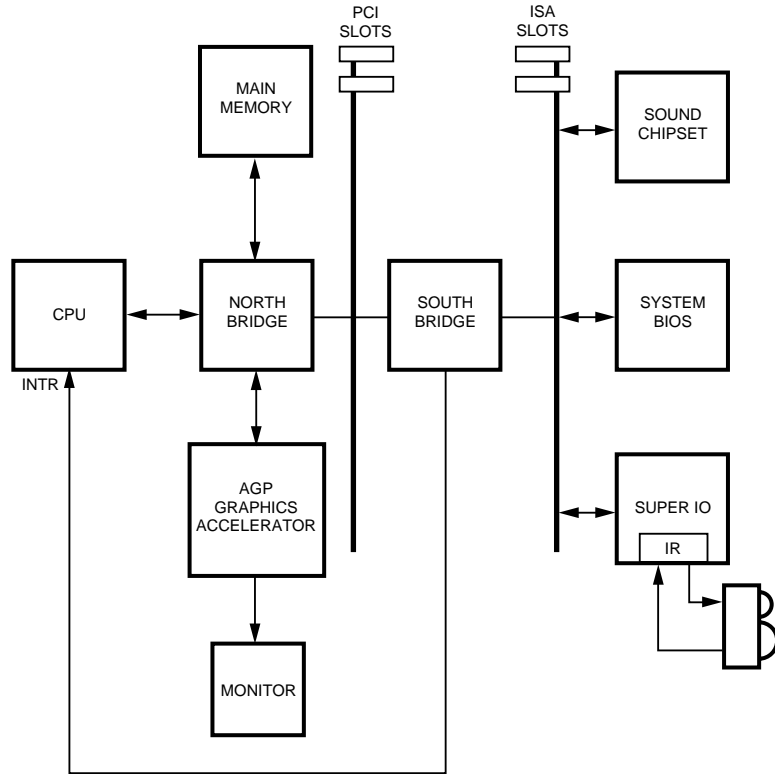 PCI
SLOTS
ISA
SLOTS
MAIN
MEMORY
SOUND
CHIPSET
CPU
NORTH
BRIDGE
SOUTH
BRIDGE
SYSTEM
BIOS
INTR
AGP
GRAPHICS
ACCELERATOR
SUPER IO
IR
MONITOR